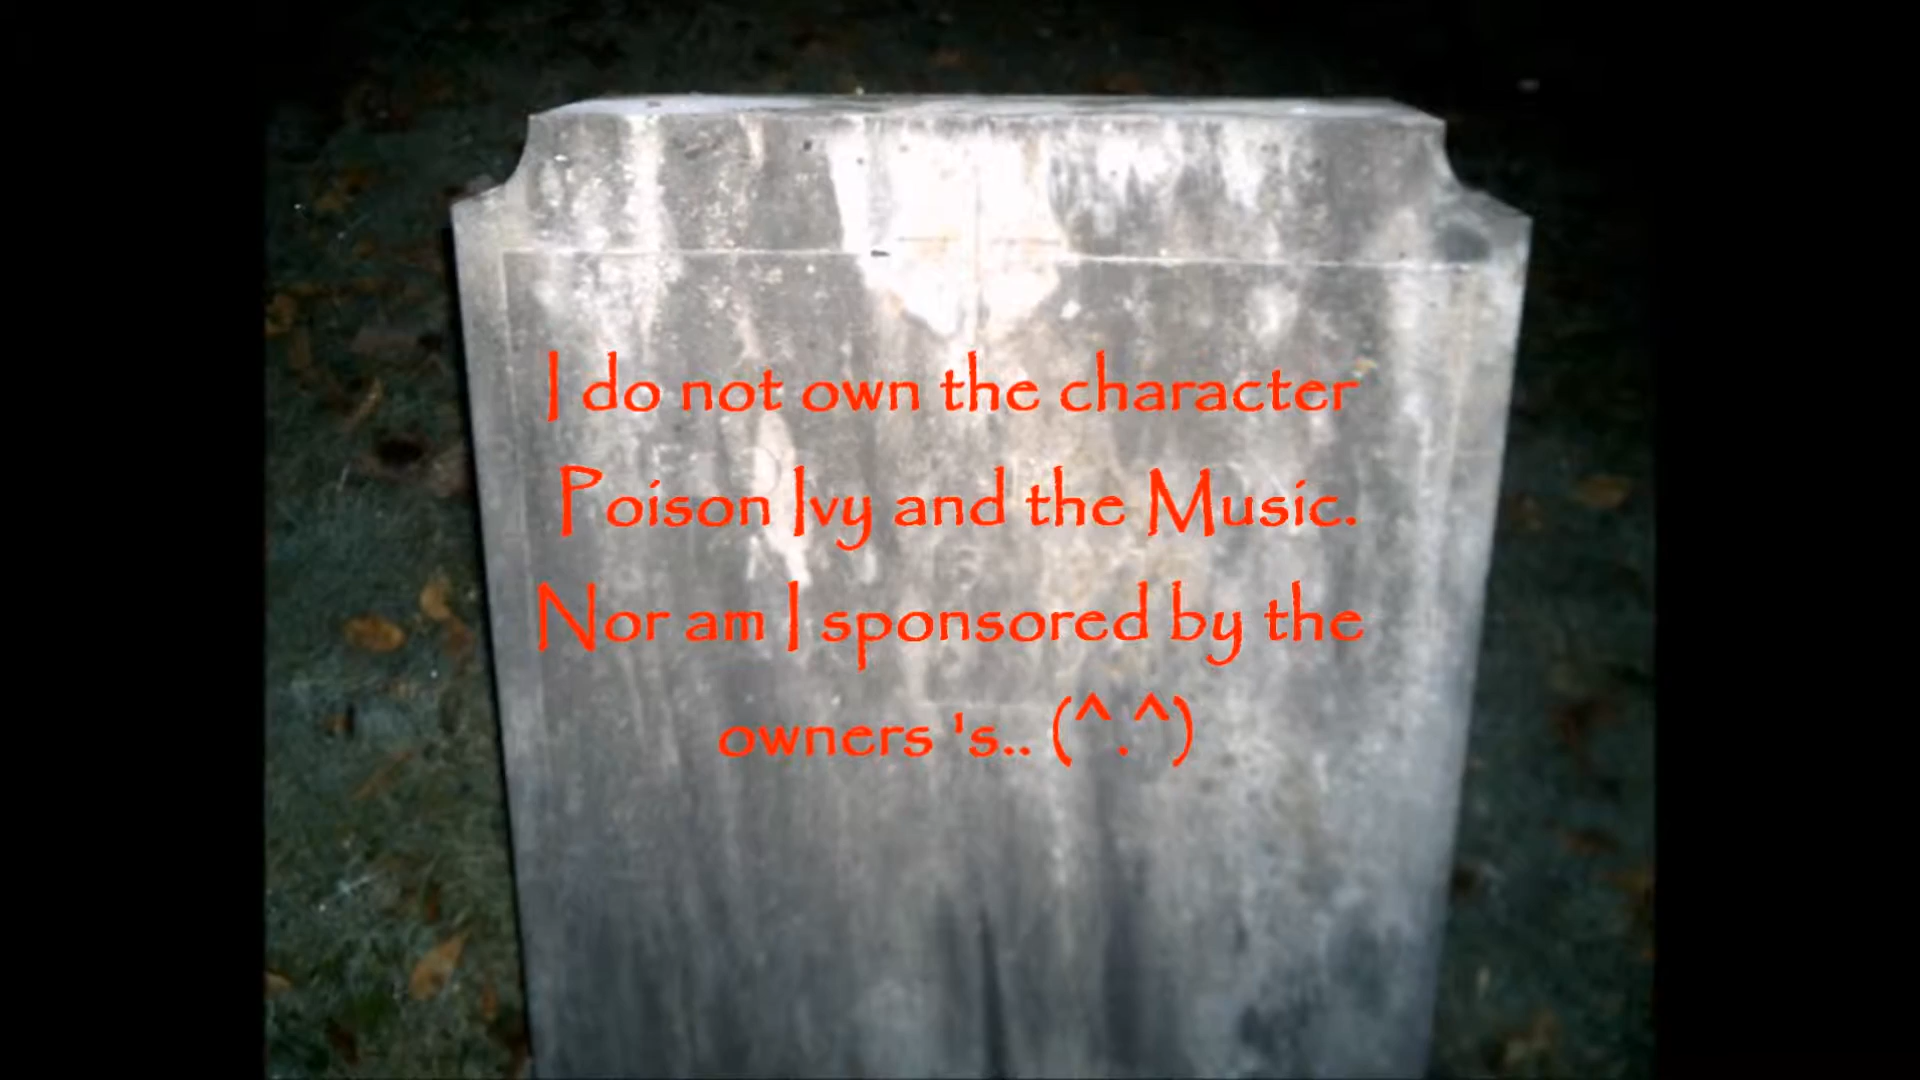 I do not own the character
Poison Ivy and the Music.
Nor am I sponsored by the
owners 's.. (^.^)